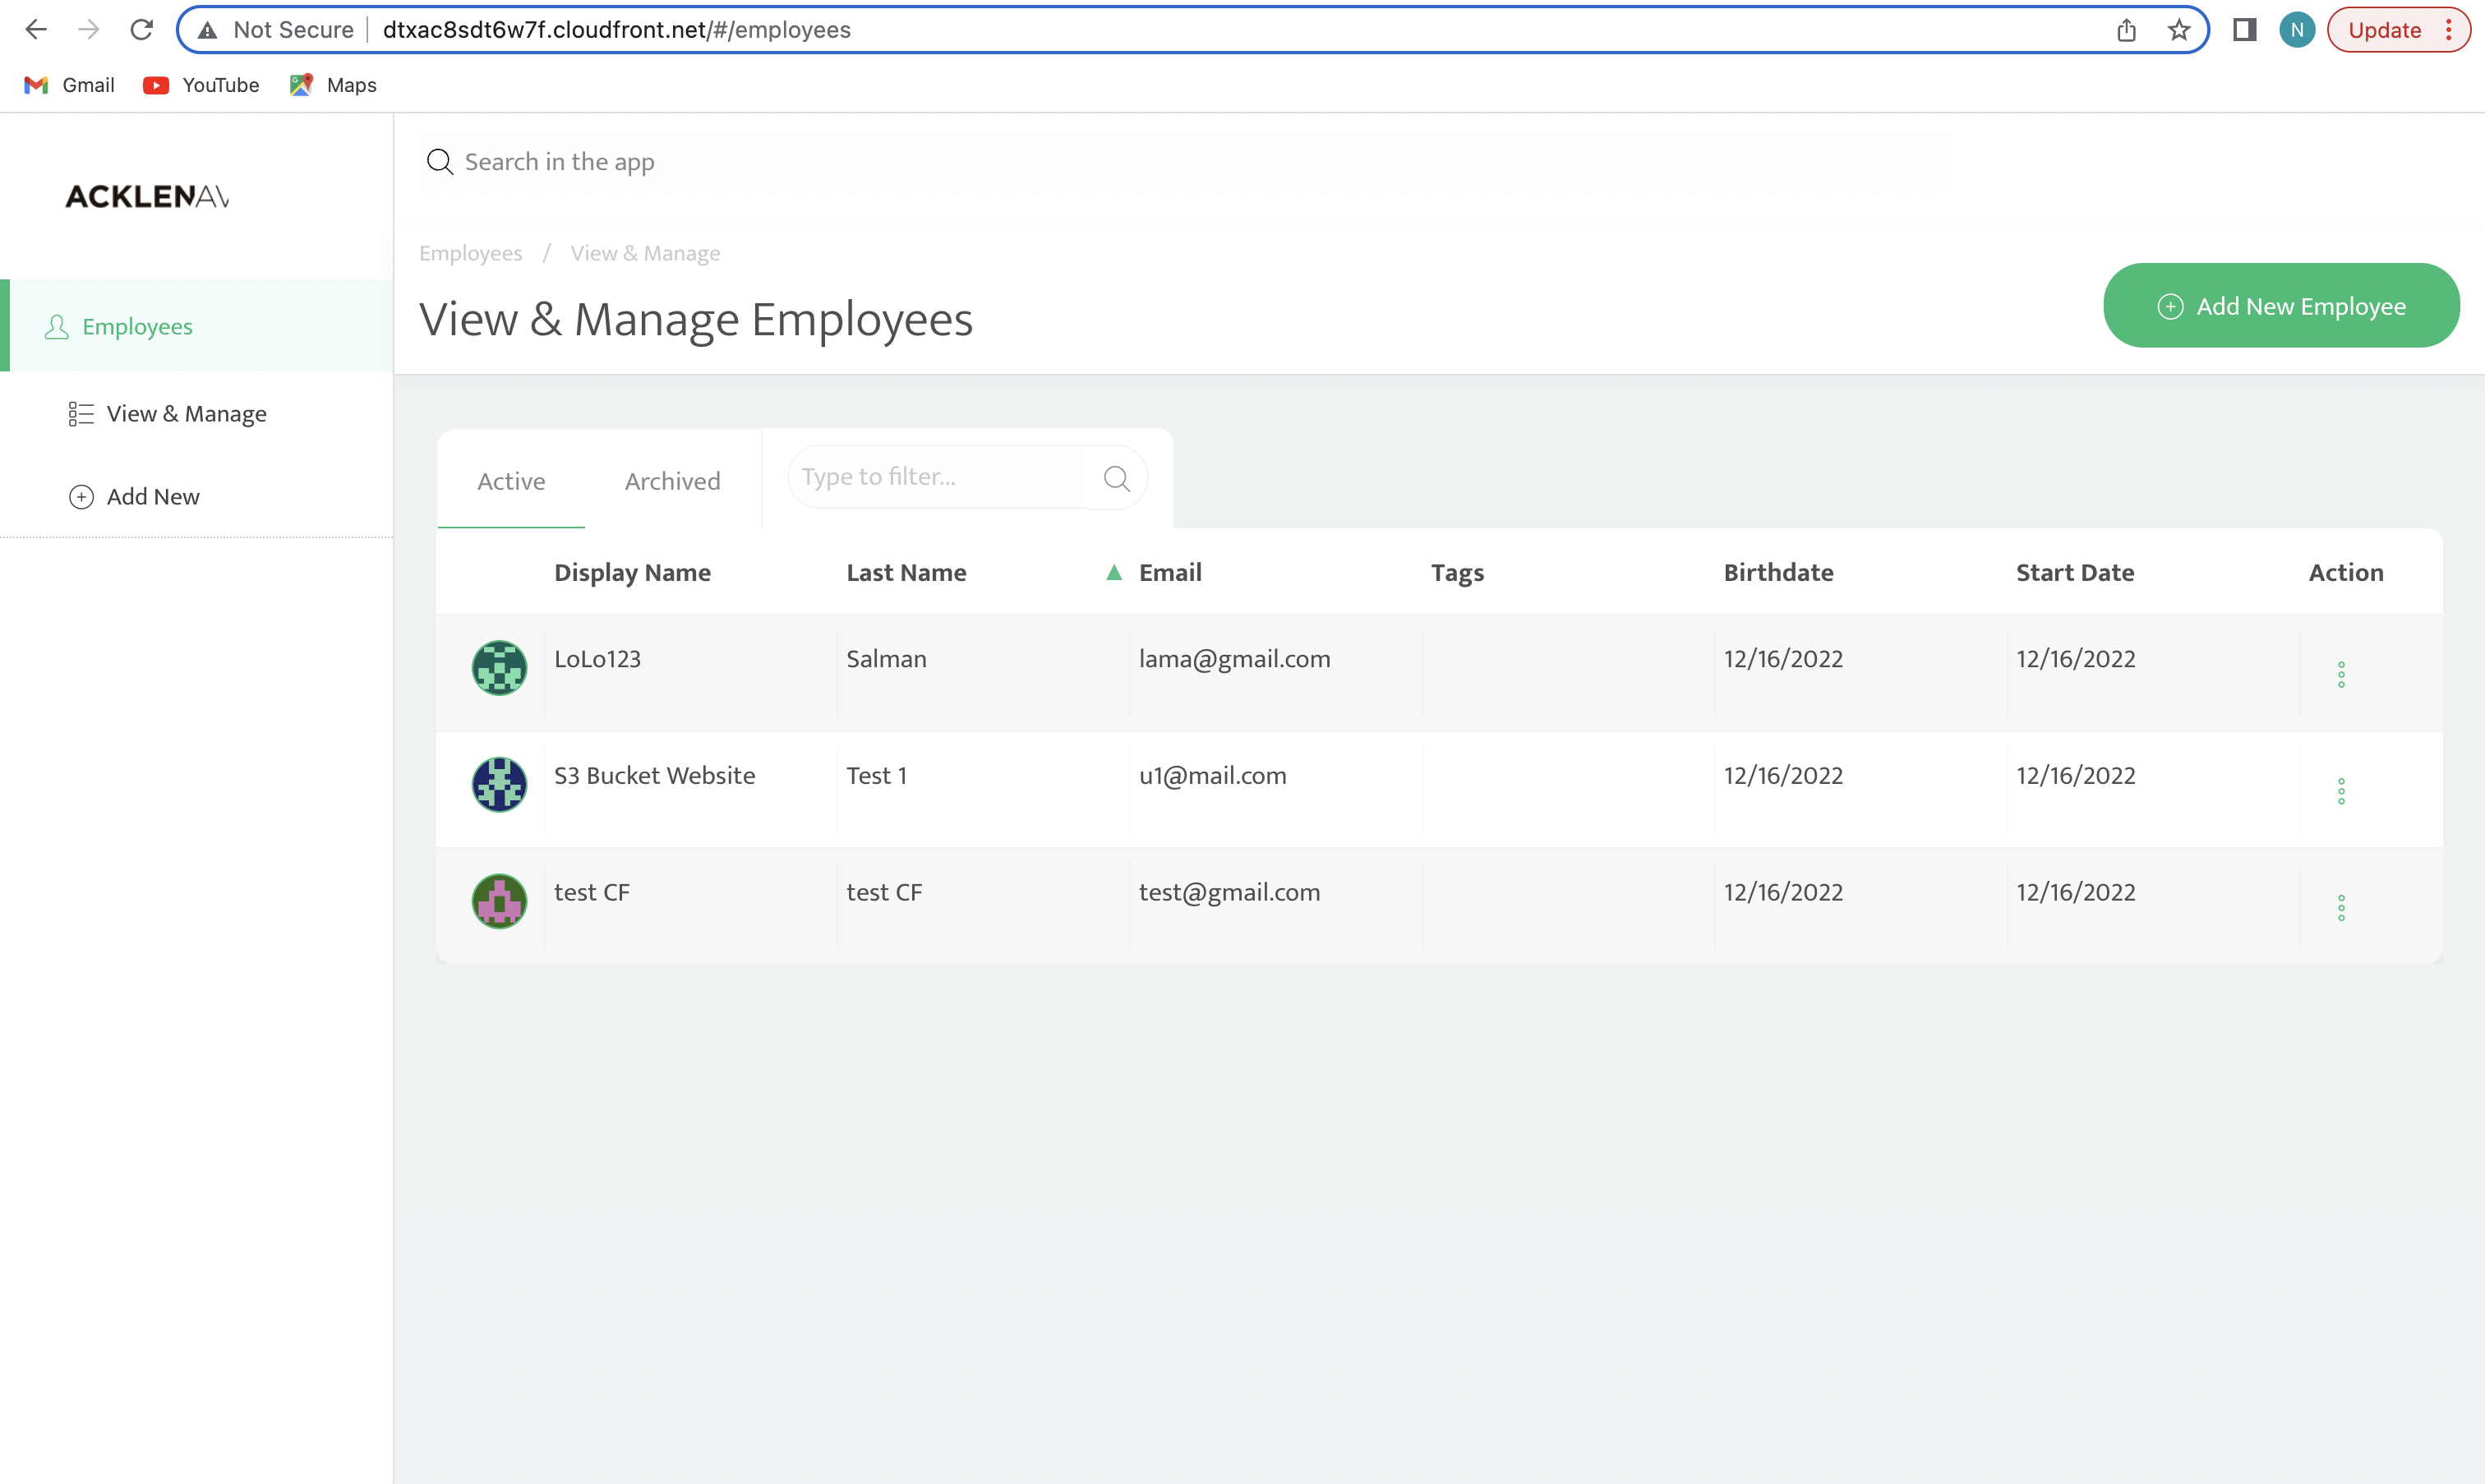 Not Secure dtxac8sdt6w7f.cloudfront.net/#/employees N Update
Gmail YouTube Maps
ACKLENAV
Search in the app
Employees / View & Manage
View & Manage Employees
Add New Employee
Employees
View & Manage
Add New
Active Archived Type to filter...
Display Name Last Name Email Tags Birthdate Start Date Action
LoLo123 Salman lama@gmail.com 12/16/2022 12/16/2022
S3 Bucket Website Test 1 u1@mail.com 12/16/2022 12/16/2022
test CF test CF test@gmail.com 12/16/2022 12/16/2022